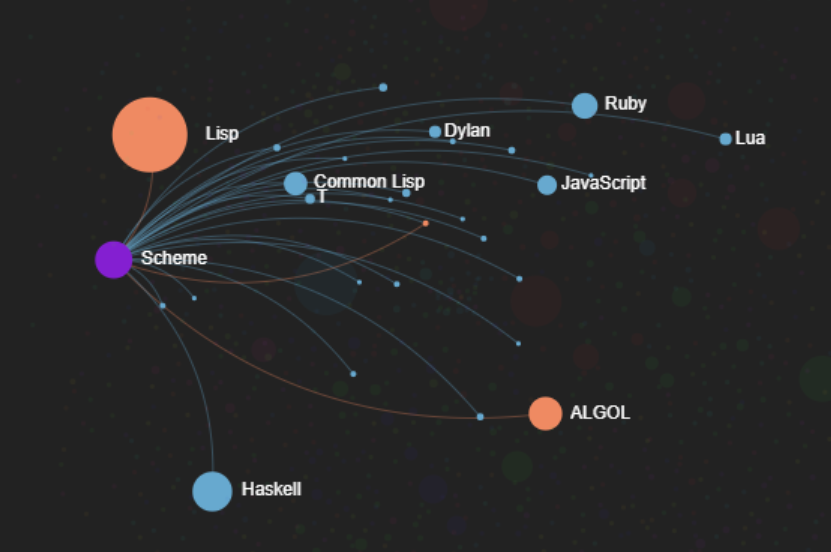 Ruby
Lisp
Dylan
Lua
Common Lisp
JavaScript
T
Scheme
ALGOL
Haskell